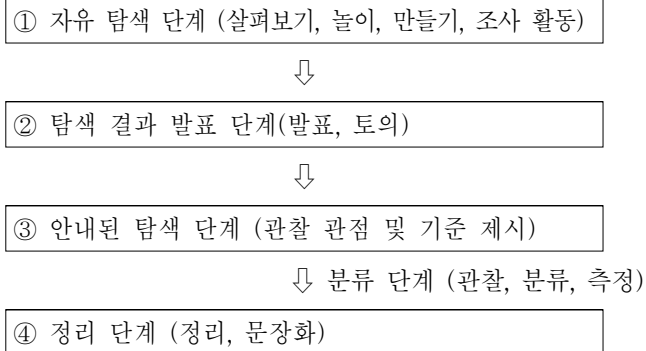 ① 자유 탐색 단계 (살펴보기, 놀이, 만들기, 조사 활동)
⇩
② 탐색 결과 발표 단계(발표, 토의)
⇩
③ 안내된 탐색 단계 (관찰 관점 및 기준 제시)
⇩ 분류 단계 (관찰, 분류, 측정)
④ 정리 단계 (정리, 문장화)